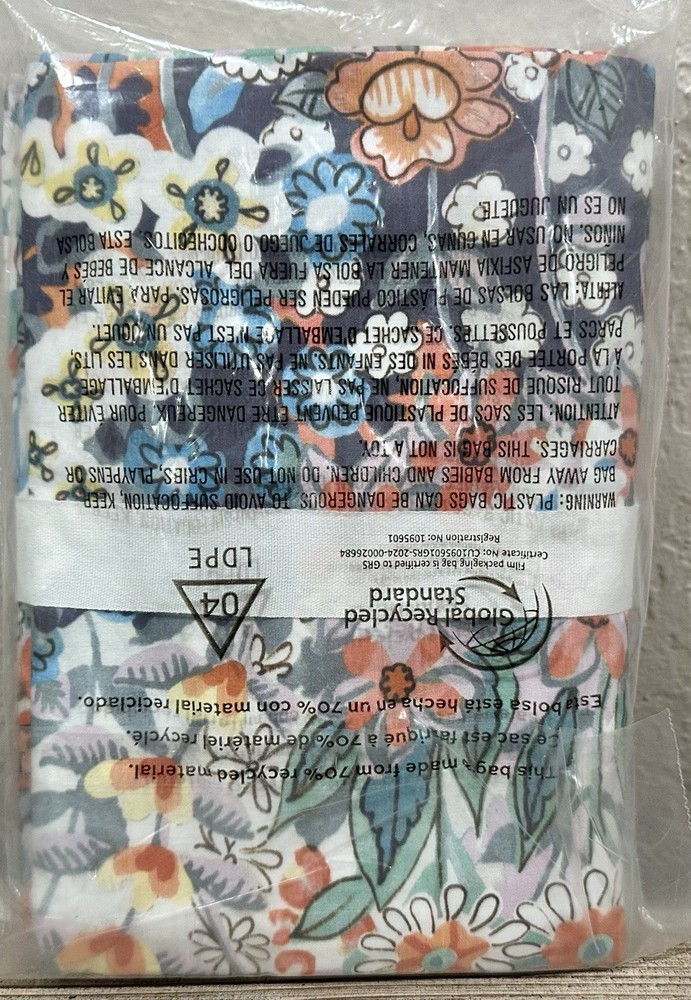 This bag is made from 70% recycled material.
Ce sac est fabriqué à 70% de matériel recyclé.
Esta bolsa está hecha en un 70% con material reciclado.
Global Recycled
Standard
04
LDPE
Film packaging is certified to GRS
Certificate No: CU1095601GRS-2024-00026684
Registration No: 1095601
WARNING: PLASTIC BAGS CAN BE DANGEROUS. TO AVOID SUFFOCATION, KEEP
BAG AWAY FROM BABIES AND CHILDREN. DO NOT USE IN CRIBS, PLAYPENS OR
CARRIAGES. THIS BAG IS NOT A TOY.
ATTENTION: LES SACS DE PLASTIQUE PEUVENT ÊTRE DANGEREUX. POUR ÉVITER
TOUT RISQUE DE SUFFOCATION, NE PAS LAISSER CE SACHET D'EMBALLAGE
À LA PORTÉE DES BÉBÉS NI DES ENFANTS. NE PAS UTILISER DANS LES LITS,
PARCS ET POUSSETTES. CE SACHET D'EMBALLAGE N'EST PAS UN JOUET.
ALERTA: LAS BOLSAS DE PLASTICO PUEDEN SER PELIGROSAS. PARA EVITAR EL
PELIGRO DE ASFIXIA MANTENER LA BOLSA FUERA DEL ALCANCE DE BEBÉS Y
NIÑOS. NO USAR EN CUNAS, CORRALES DE JUEGO O COCHECITOS. ESTA BOLSA
NO ES UN JUGUETE.